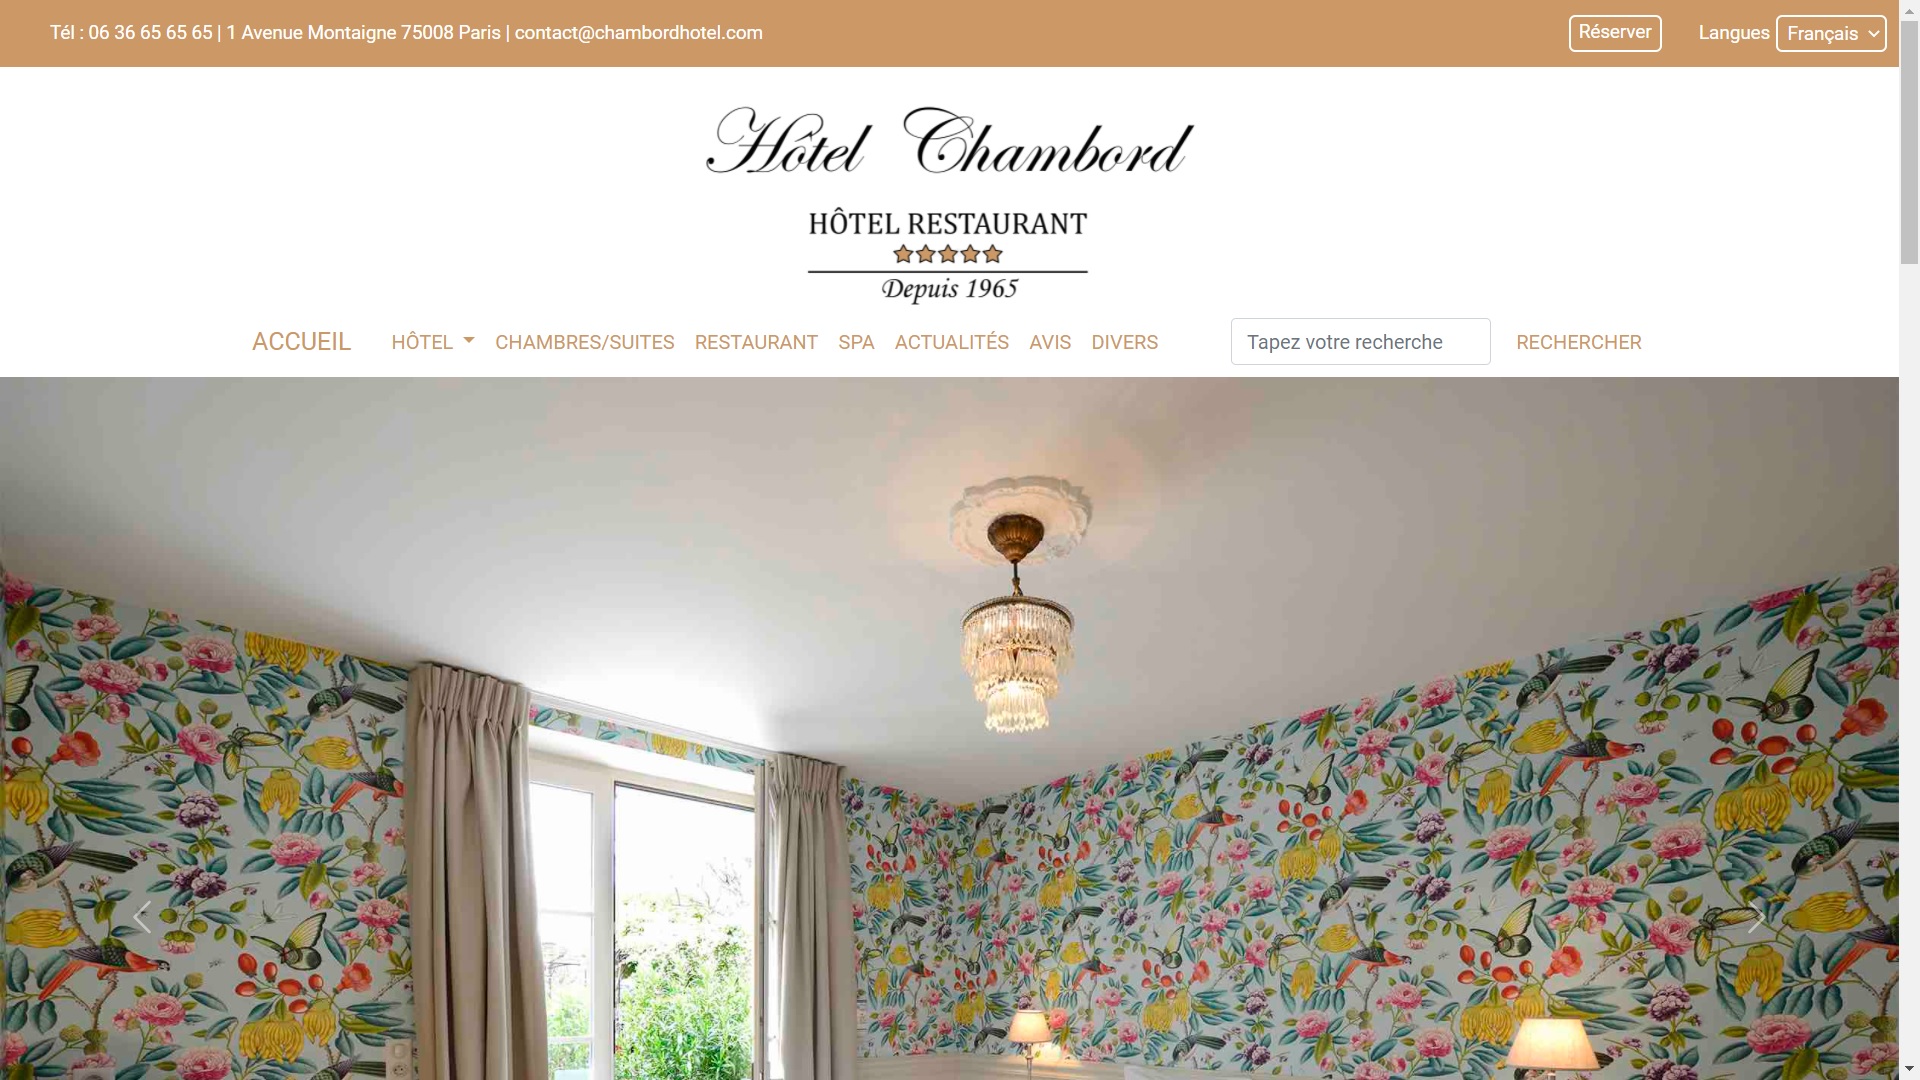 Tél : 06 36 65 65 65 | 1 Avenue Montaigne 75008 Paris | contact@chambordhotel.com
Réserver
Langues Français
Hôtel Chambord
HÔTEL RESTAURANT
Depuis 1965
ACCUEIL HÔTEL CHAMBRES/SUITES RESTAURANT SPA ACTUALITÉS AVIS DIVERS Tapez votre recherche RECHERCHER